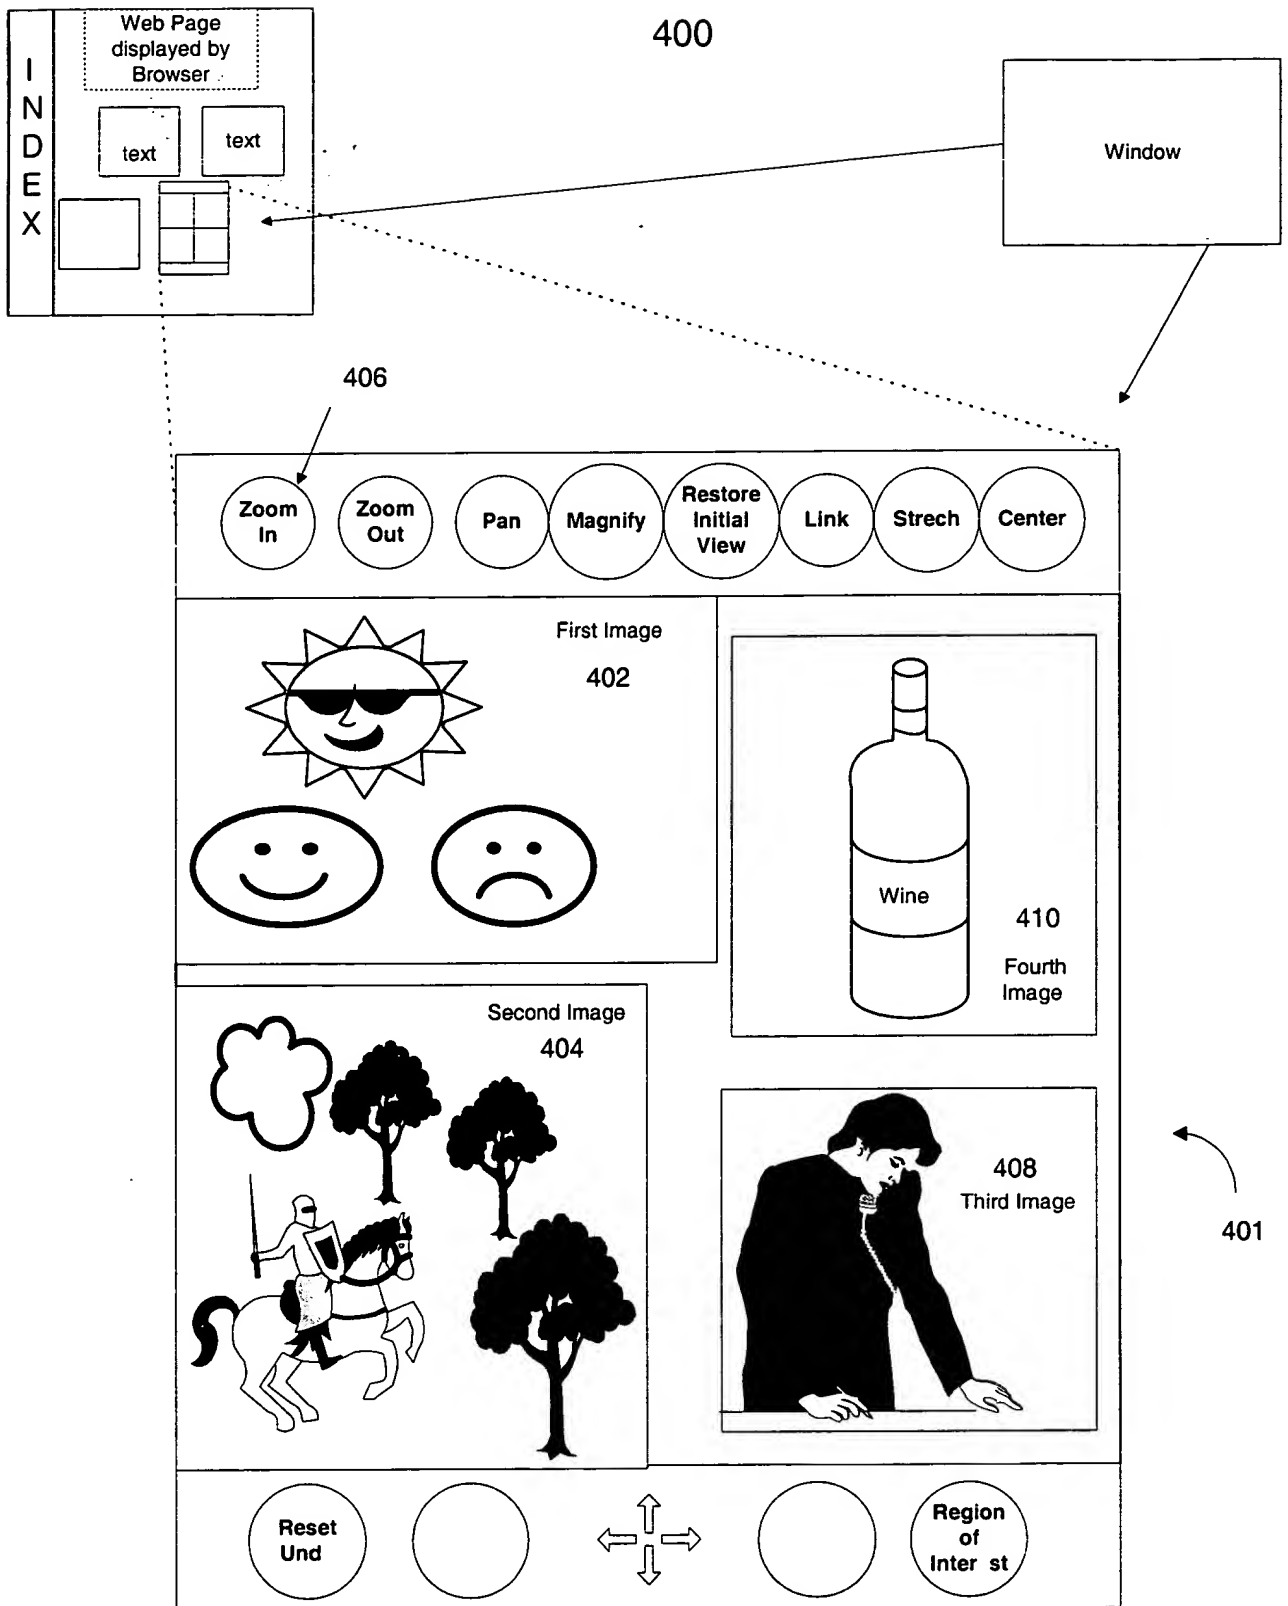 400
Web Page
displayed by
Browser
INDEX
text
text
Window
406
Zoom
In
Zoom
Out
Pan
Magnify
Restore
Initial
View
Link
Strech
Center
First Image
402
Wine
410
Fourth
Image
Second Image
404
408
Third Image
401
Reset
Und
Region
of
Inter st